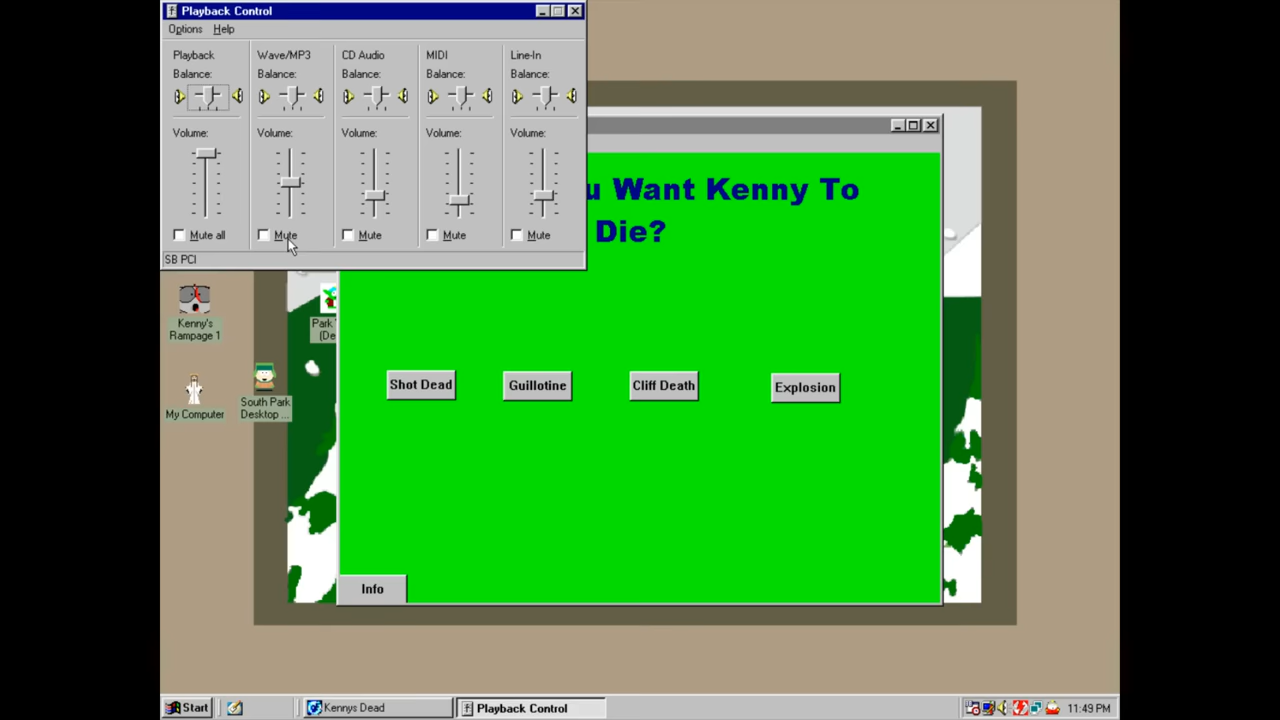 Playback Control
Options Help
Playback Wave/MP3 CD Audio MIDI Line-In
Balance: Balance: Balance: Balance: Balance:
Volume: Volume: Volume: Volume: Volume:
Mute all Mute Mute Mute Mute
SB PCI
Want Kenny To
Die?
Kenny's
Rampage 1
Park
My Computer
South Park
Desktop ...
Shot Dead Guillotine Cliff Death Explosion
Info
Start Kennys Dead Playback Control 11:49 PM